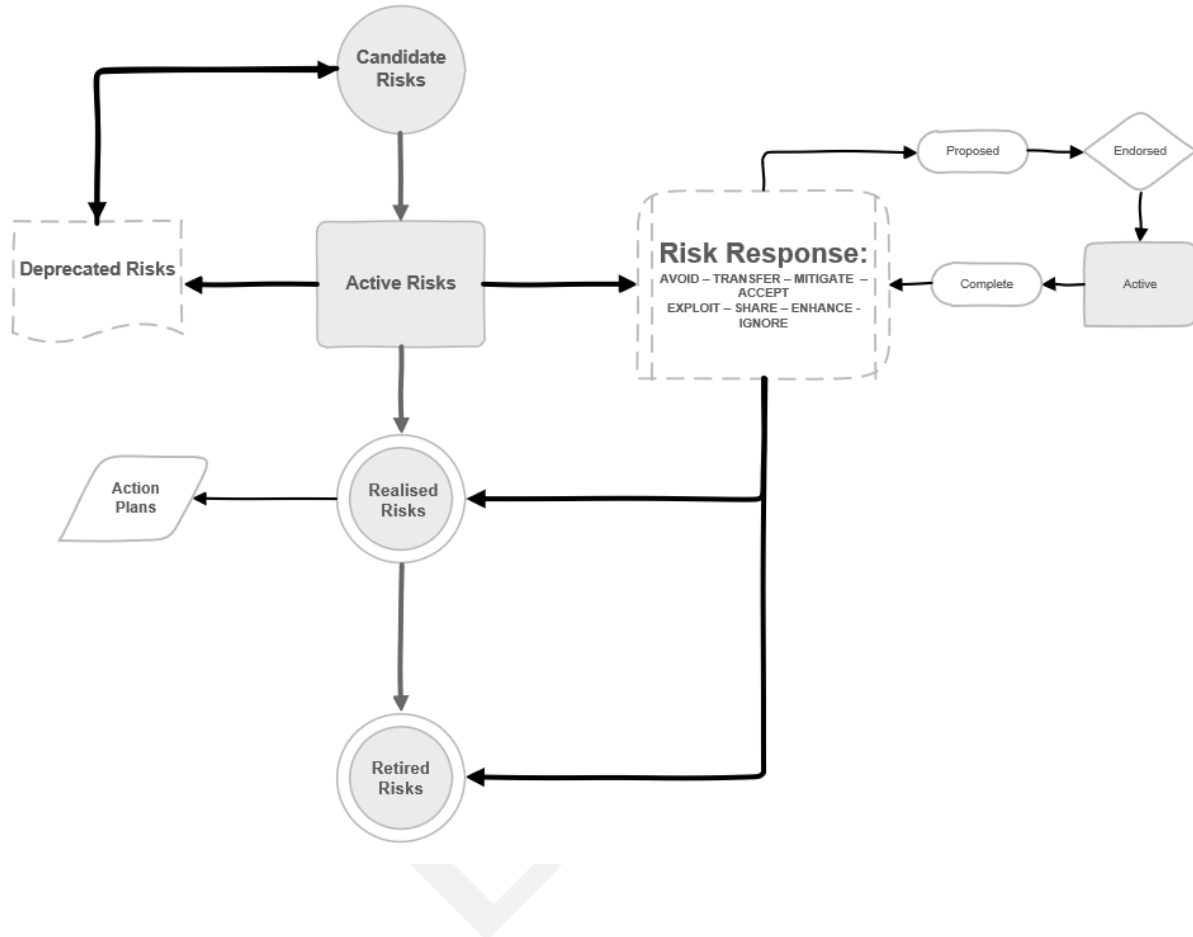 Candidate
Risks
Proposed
Endorsed
Deprecated Risks
Active Risks
Risk Response:
AVOID – TRANSFER – MITIGATE –
ACCEPT
EXPLOIT – SHARE – ENHANCE -
IGNORE
Complete
Active
Action
Plans
Realised
Risks
Retired
Risks